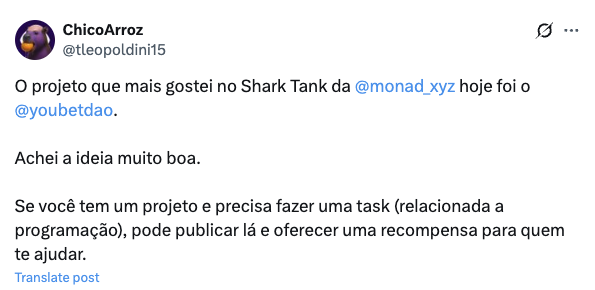 ChicoArroz
@tleopoldini15
O projeto que mais gostei no Shark Tank da @monad_xyz hoje foi o
@youbetdao.
Achei a ideia muito boa.
Se você tem um projeto e precisa fazer uma task (relacionada a
programação), pode publicar lá e oferecer uma recompensa para quem
te ajudar.
Translate post